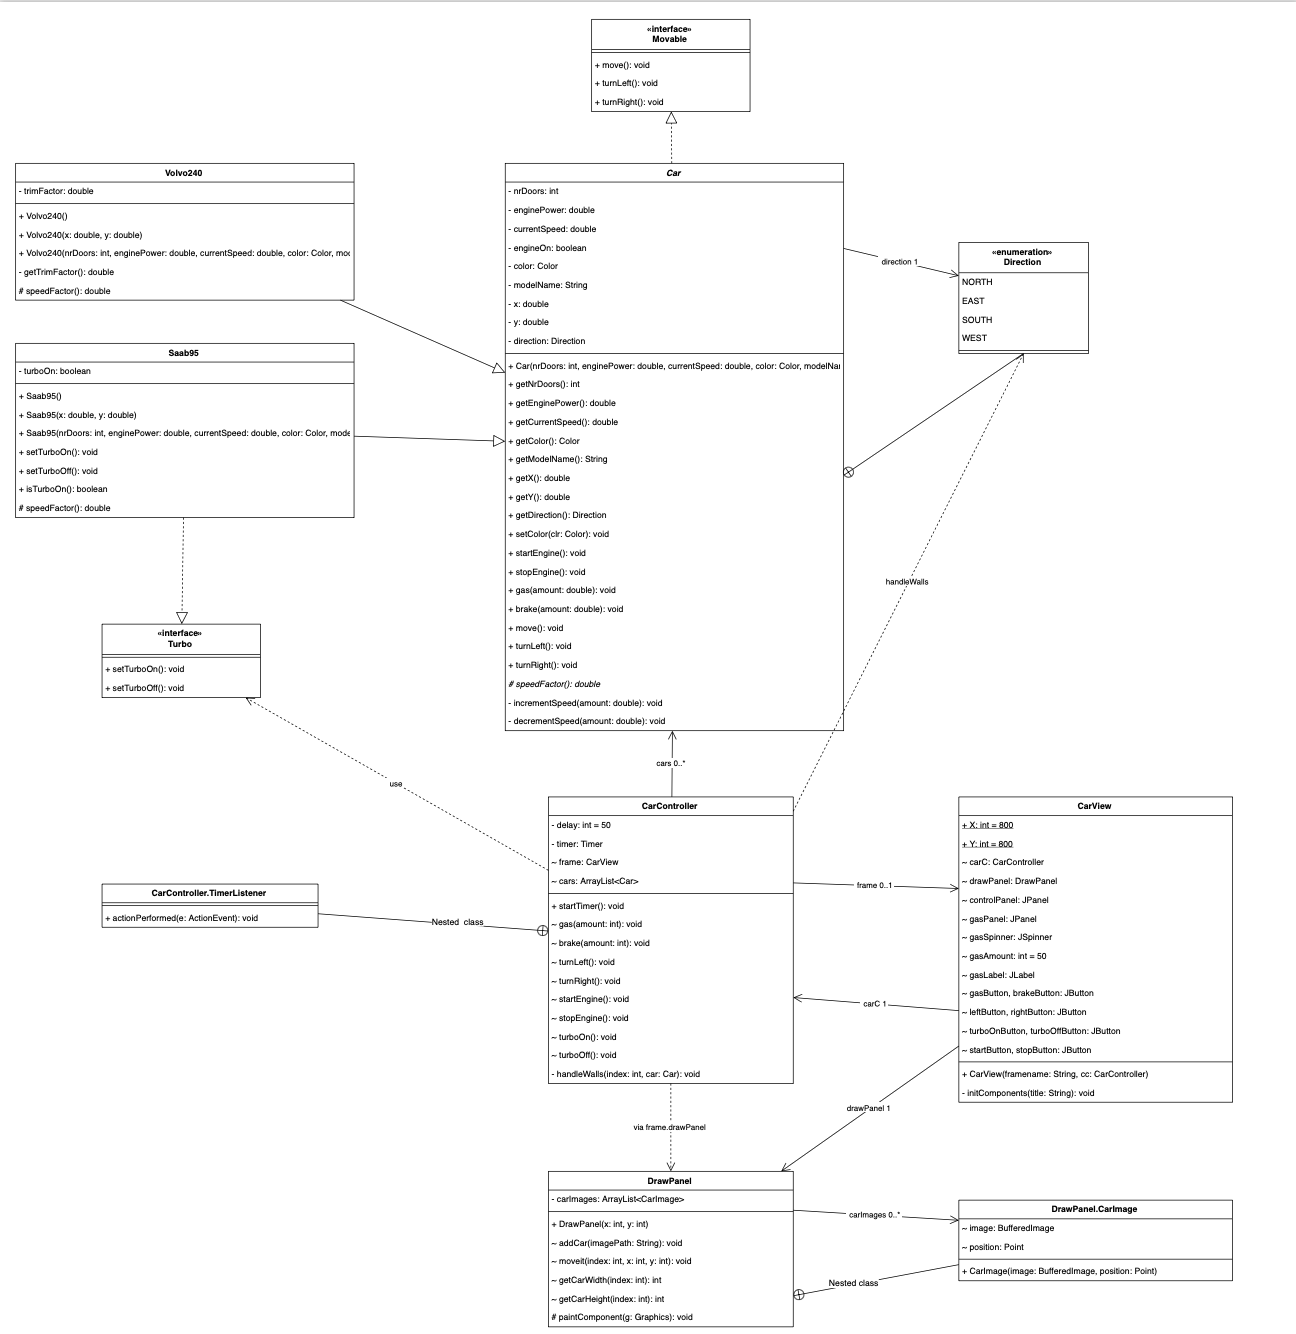 «interface»
Movable
+ move(): void
+ turnLeft(): void
+ turnRight(): void
Volvo240
- trimFactor: double
+ Volvo240()
+ Volvo240(x: double, y: double)
+ Volvo240(nrDoors: int, enginePower: double, currentSpeed: double, color: Color, mod
- getTrimFactor(): double
# speedFactor(): double
Saab95
- turboOn: boolean
+ Saab95()
+ Saab95(x: double, y: double)
+ Saab95(nrDoors: int, enginePower: double, currentSpeed: double, color: Color, mode
+ setTurboOn(): void
+ setTurboOff(): void
+ isTurboOn(): boolean
# speedFactor(): double
«interface»
Turbo
+ setTurboOn(): void
+ setTurboOff(): void
Car
- nrDoors: int
- enginePower: double
- currentSpeed: double
- engineOn: boolean
- color: Color
- modelName: String
- x: double
- y: double
- direction: Direction
+ Car(nrDoors: int, enginePower: double, currentSpeed: double, color: Color, modelNa
+ getNrDoors(): int
+ getEnginePower(): double
+ getCurrentSpeed(): double
+ getColor(): Color
+ getModelName(): String
+ getX(): double
+ getY(): double
+ getDirection(): Direction
+ setColor(clr: Color): void
+ startEngine(): void
+ stopEngine(): void
+ gas(amount: double): void
+ brake(amount: double): void
+ move(): void
+ turnLeft(): void
+ turnRight(): void
# speedFactor(): double
- incrementSpeed(amount: double): void
- decrementSpeed(amount: double): void
direction 1
«enumeration»
Direction
NORTH
EAST
SOUTH
WEST
handleWalls
use
cars 0..*
CarController
- delay: int = 50
- timer: Timer
~ frame: CarView
~ cars: ArrayList<Car>
+ startTimer(): void
~ gas(amount: int): void
~ brake(amount: int): void
~ turnLeft(): void
~ turnRight(): void
~ startEngine(): void
~ stopEngine(): void
~ turboOn(): void
~ turboOff(): void
- handleWalls(index: int, car: Car): void
CarController.TimerListener
+ actionPerformed(e: ActionEvent): void
Nested class
frame 0..1
carC 1
CarView
+ X: int = 800
+ Y: int = 800
~ carC: CarController
~ drawPanel: DrawPanel
~ controlPanel: JPanel
~ gasPanel: JPanel
~ gasSpinner: JSpinner
~ gasAmount: int = 50
~ gasLabel: JLabel
~ gasButton, brakeButton: JButton
~ leftButton, rightButton: JButton
~ turboOnButton, turboOffButton: JButton
~ startButton, stopButton: JButton
+ CarView(framename: String, cc: CarController)
- initComponents(title: String): void
drawPanel 1
via frame.drawPanel
DrawPanel
- carImages: ArrayList<CarImage>
+ DrawPanel(x: int, y: int)
~ addCar(imagePath: String): void
~ moveit(index: int, x: int, y: int): void
~ getCarWidth(index: int): int
~ getCarHeight(index: int): int
# paintComponent(g: Graphics): void
carImages 0..*
Nested class
DrawPanel.CarImage
~ image: BufferedImage
~ position: Point
+ CarImage(image: BufferedImage, position: Point)